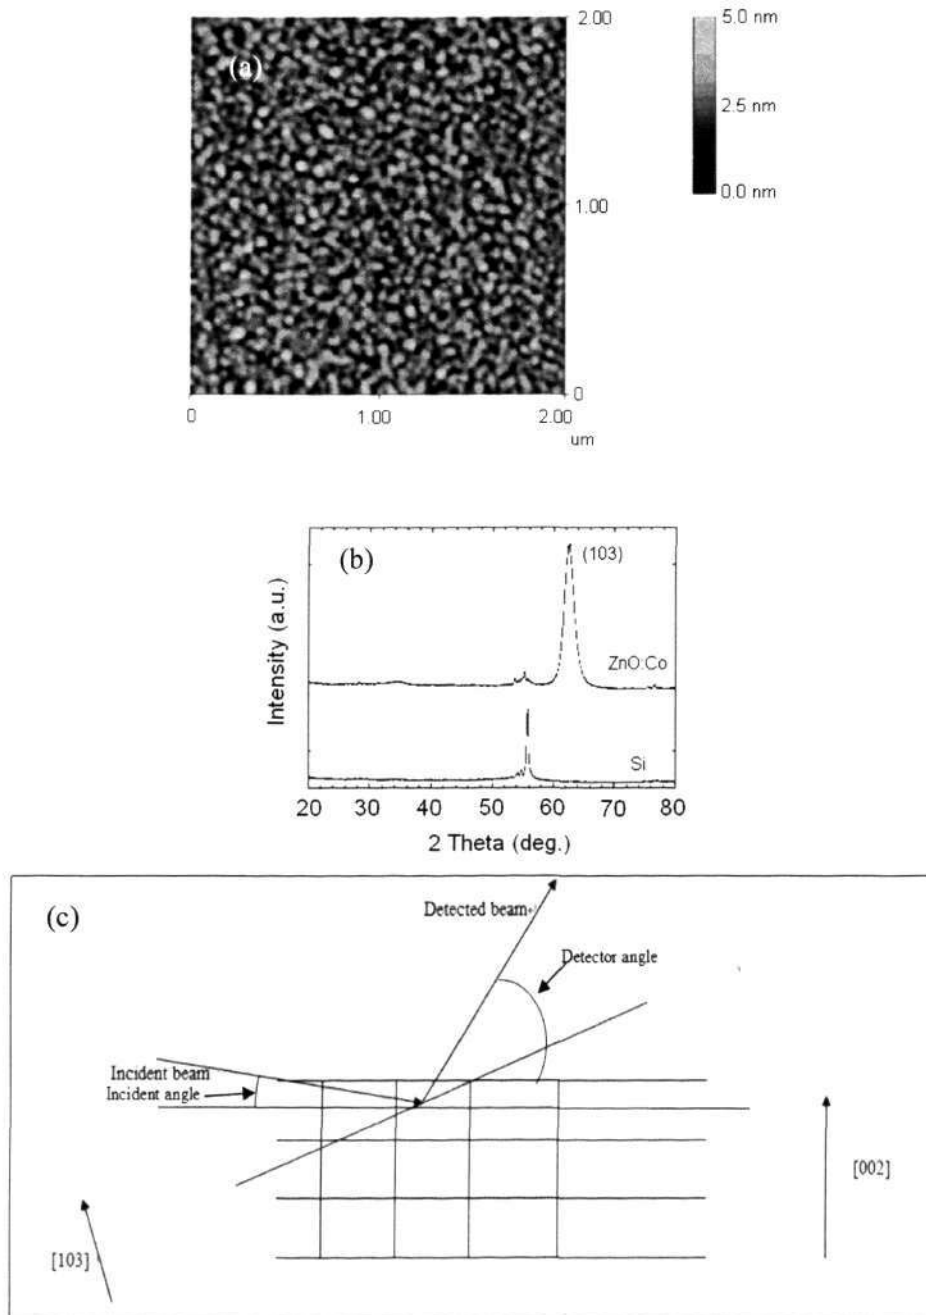 (a)
2.00
1.00
0
0
1.00
2.00
um
5.0 nm
2.5 nm
0.0 nm
(b)
(103)
ZnO:Co
Si
Intensity (a.u.)
20 30 40 50 60 70 80
2 Theta (deg.)
(c)
Detected beam
Detector angle
Incident beam
Incident angle
[002]
[103]